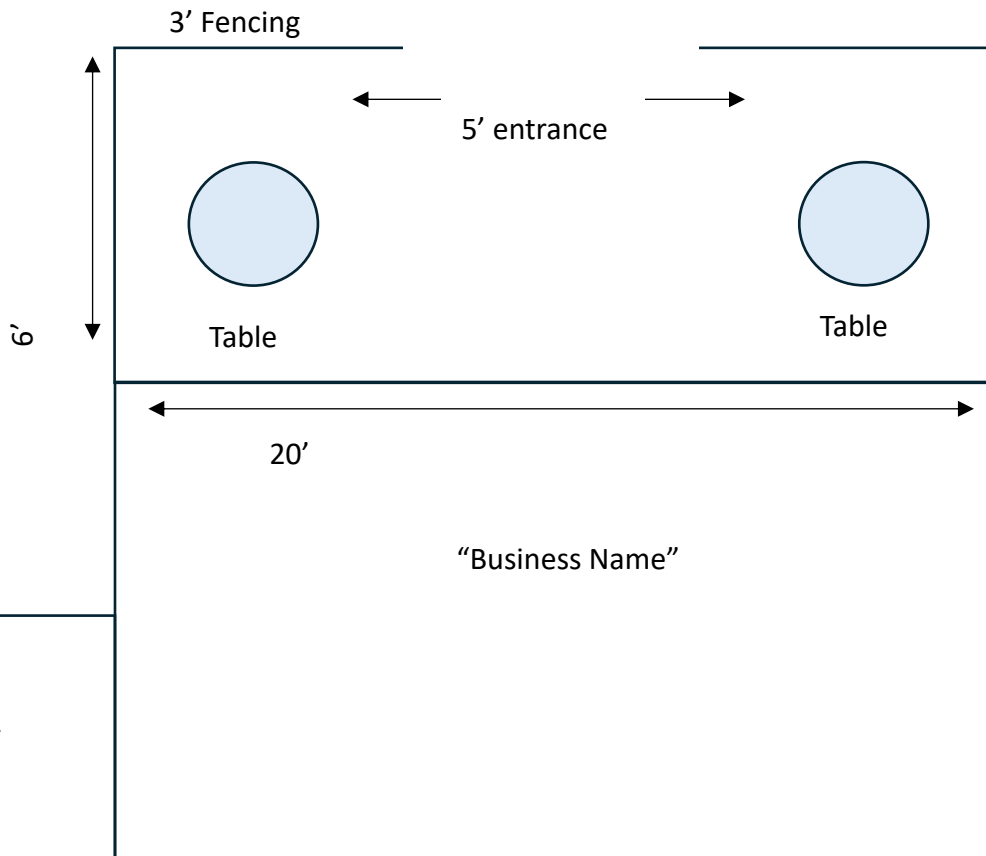 3’ Fencing
5’ entrance
6’
Table
Table
20’
“Business Name”